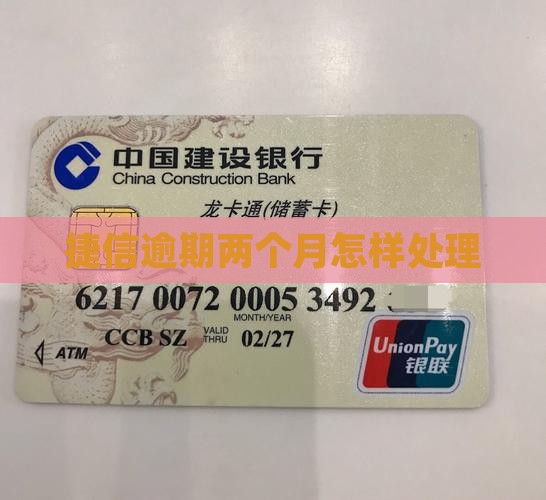 中国建设银行
China Construction Bank
龙卡通(储蓄卡)
捷信逾期两个月怎样处理
6217 0072 0005 3492
MONTH/YEAR
CCB SZ VALID THRU 02/27
ATM
UnionPay
银联